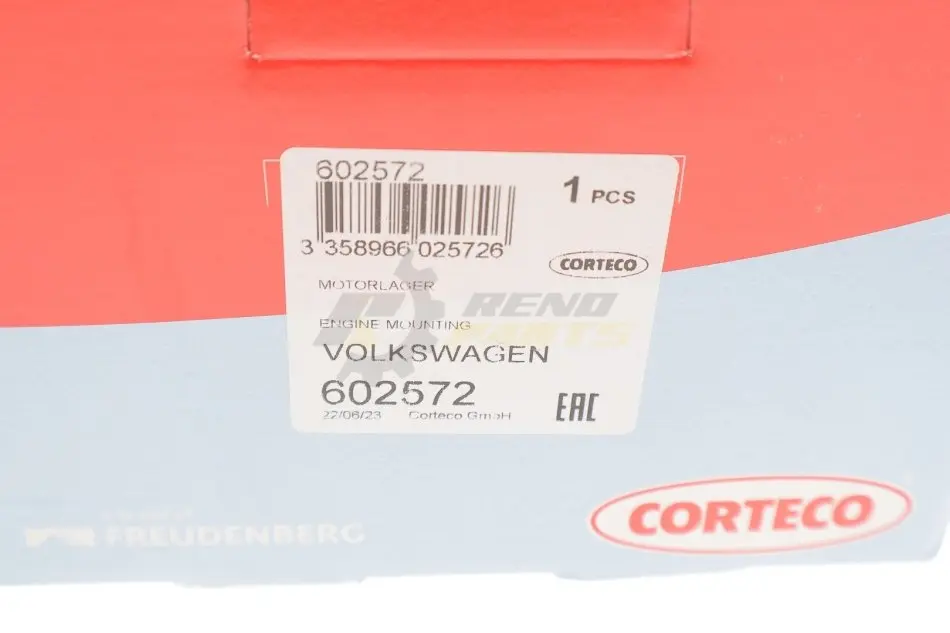 602572
1 PCS
3 358966 025726
CORTECO
MOTORLAGER
RENO
PARTS
ENGINE MOUNTING
VOLKSWAGEN
602572
22/06/23 Corteco GmbH
EAC
FREUDENBERG
CORTECO